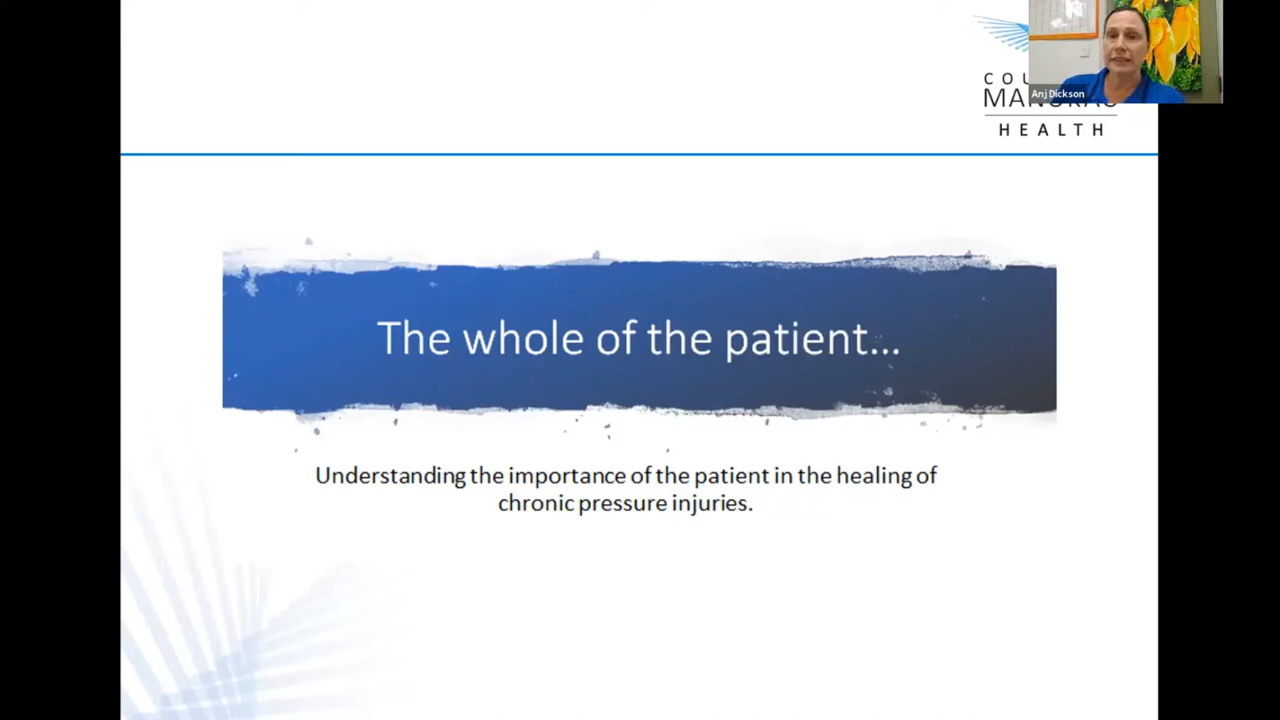 Anj Dickson
HEALTH
The whole of the patient...
Understanding the importance of the patient in the healing of
chronic pressure injuries.